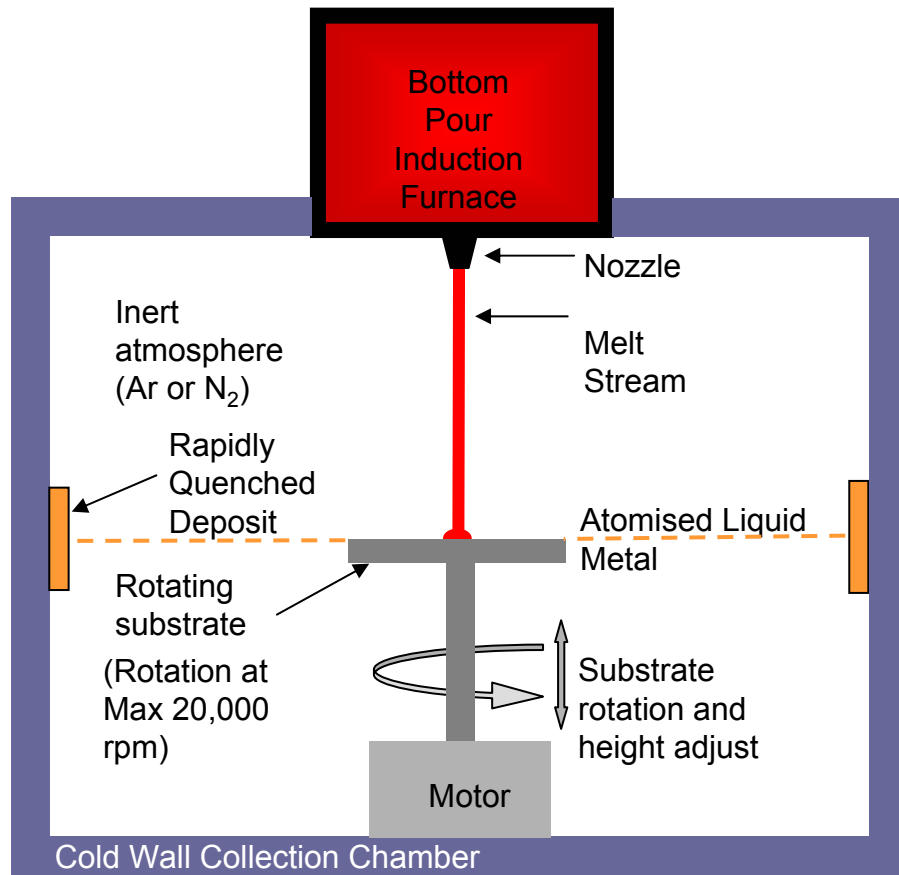 Bottom
Pour
Induction
Furnace
Nozzle
Inert
atmosphere
(Ar or N₂)
Melt
Stream
Rapidly
Quenched
Deposit
Atomised Liquid
Metal
Rotating
substrate
(Rotation at
Max 20,000
rpm)
Substrate
rotation and
height adjust
Motor
Cold Wall Collection Chamber